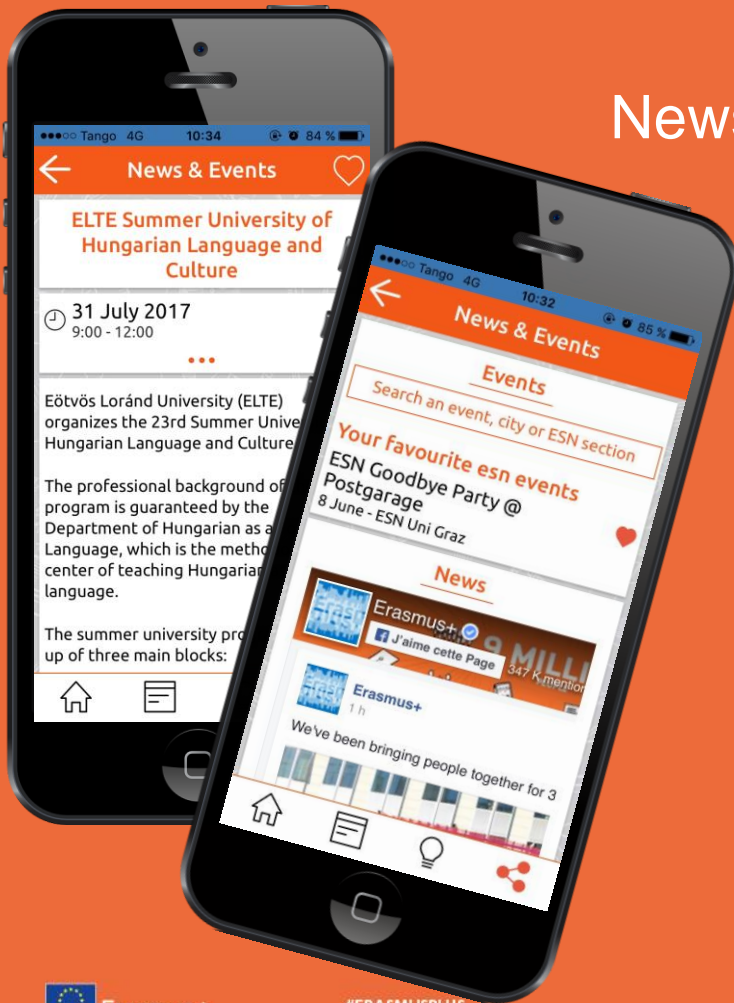 News
Tango 4G 10:34 84 %
News & Events
ELTE Summer University of
Hungarian Language and
Culture
31 July 2017
9:00 - 12:00
Eötvös Loránd University (ELTE)
organizes the 23rd Summer Unive
Hungarian Language and Culture
The professional background of
program is guaranteed by the
Department of Hungarian as a
Language, which is the metho
center of teaching Hungarian
language.
The summer university pro
up of three main blocks:
Tango 4G 10:32 85 %
News & Events
Events
Search an event, city or ESN section
Your favourite esn events
ESN Goodbye Party @
Postgarage
8 June - ESN Uni Graz
News
Erasmus+
J'aime cette Page
9 MILLI
347 K mention
Erasmus+
1 h
We've been bringing people together for 3